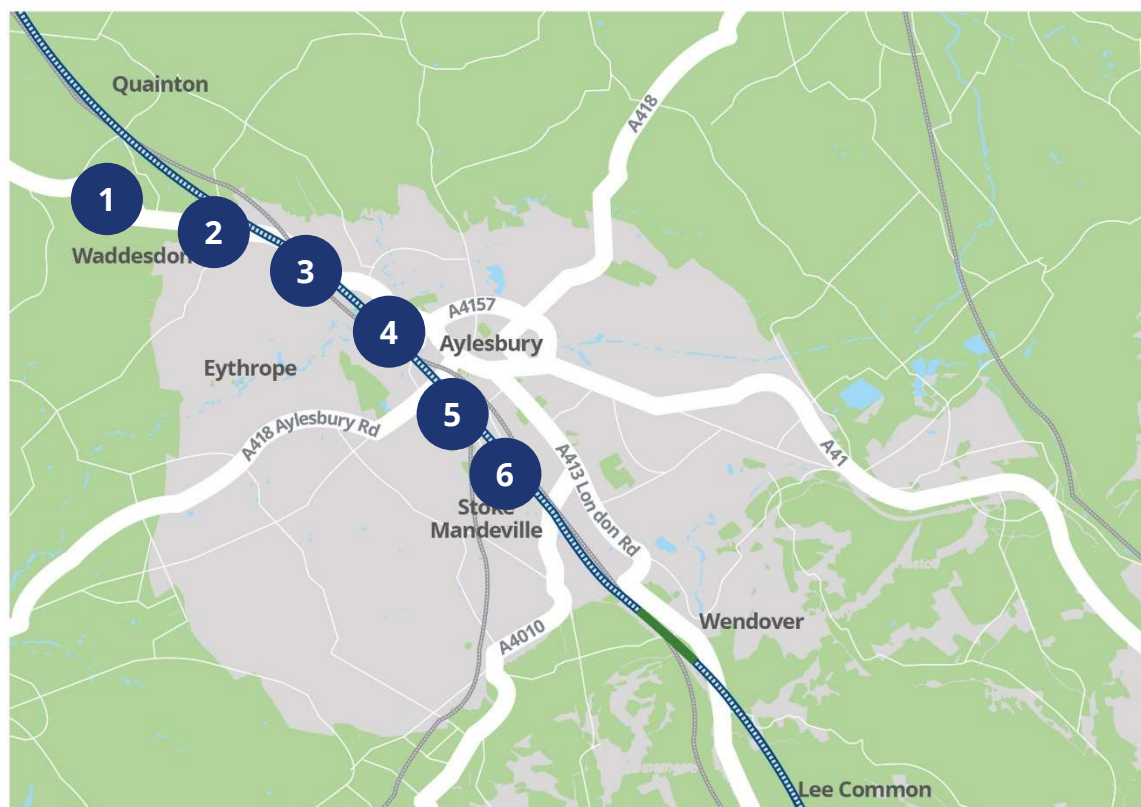 Quainton
A418
1
2
Waddesdon
3
A4157
4
Aylesbury
Eythrope
5
A418 Aylesbury Rd
A41
6
A413 London Rd
Stoke
Mandeville
Wendover
A4010
Lee Common